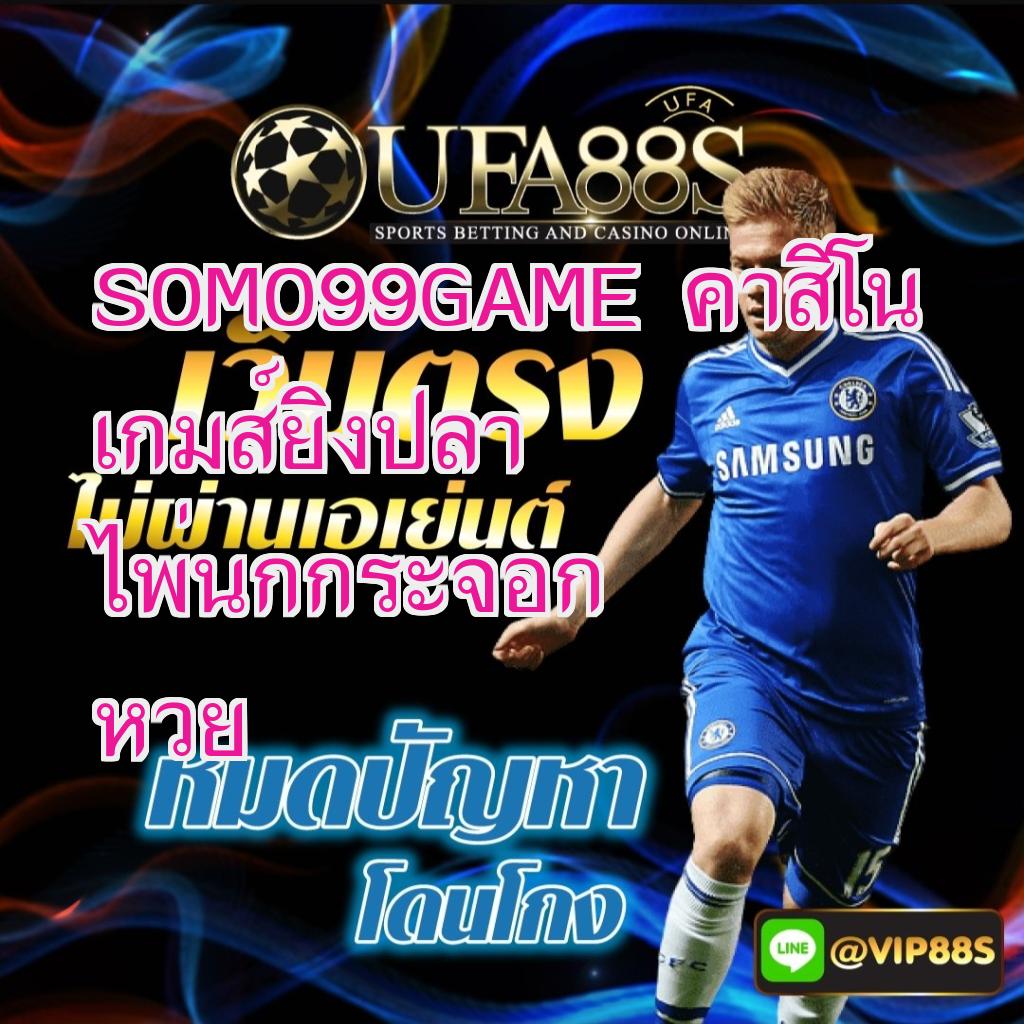 UFA
UFA88S
SPORTS BETTING AND CASINO
SOMO99GAME คาสิโน
เว็บตรง
เกมส์ยิงปลา
ไม่ผ่านเอเย่นต์
ไพ่นกกระจอก
หวย
หมดปัญหา
โดนโกง
adidas
SAMSUNG
15
CFC
LINE
@VIP88S